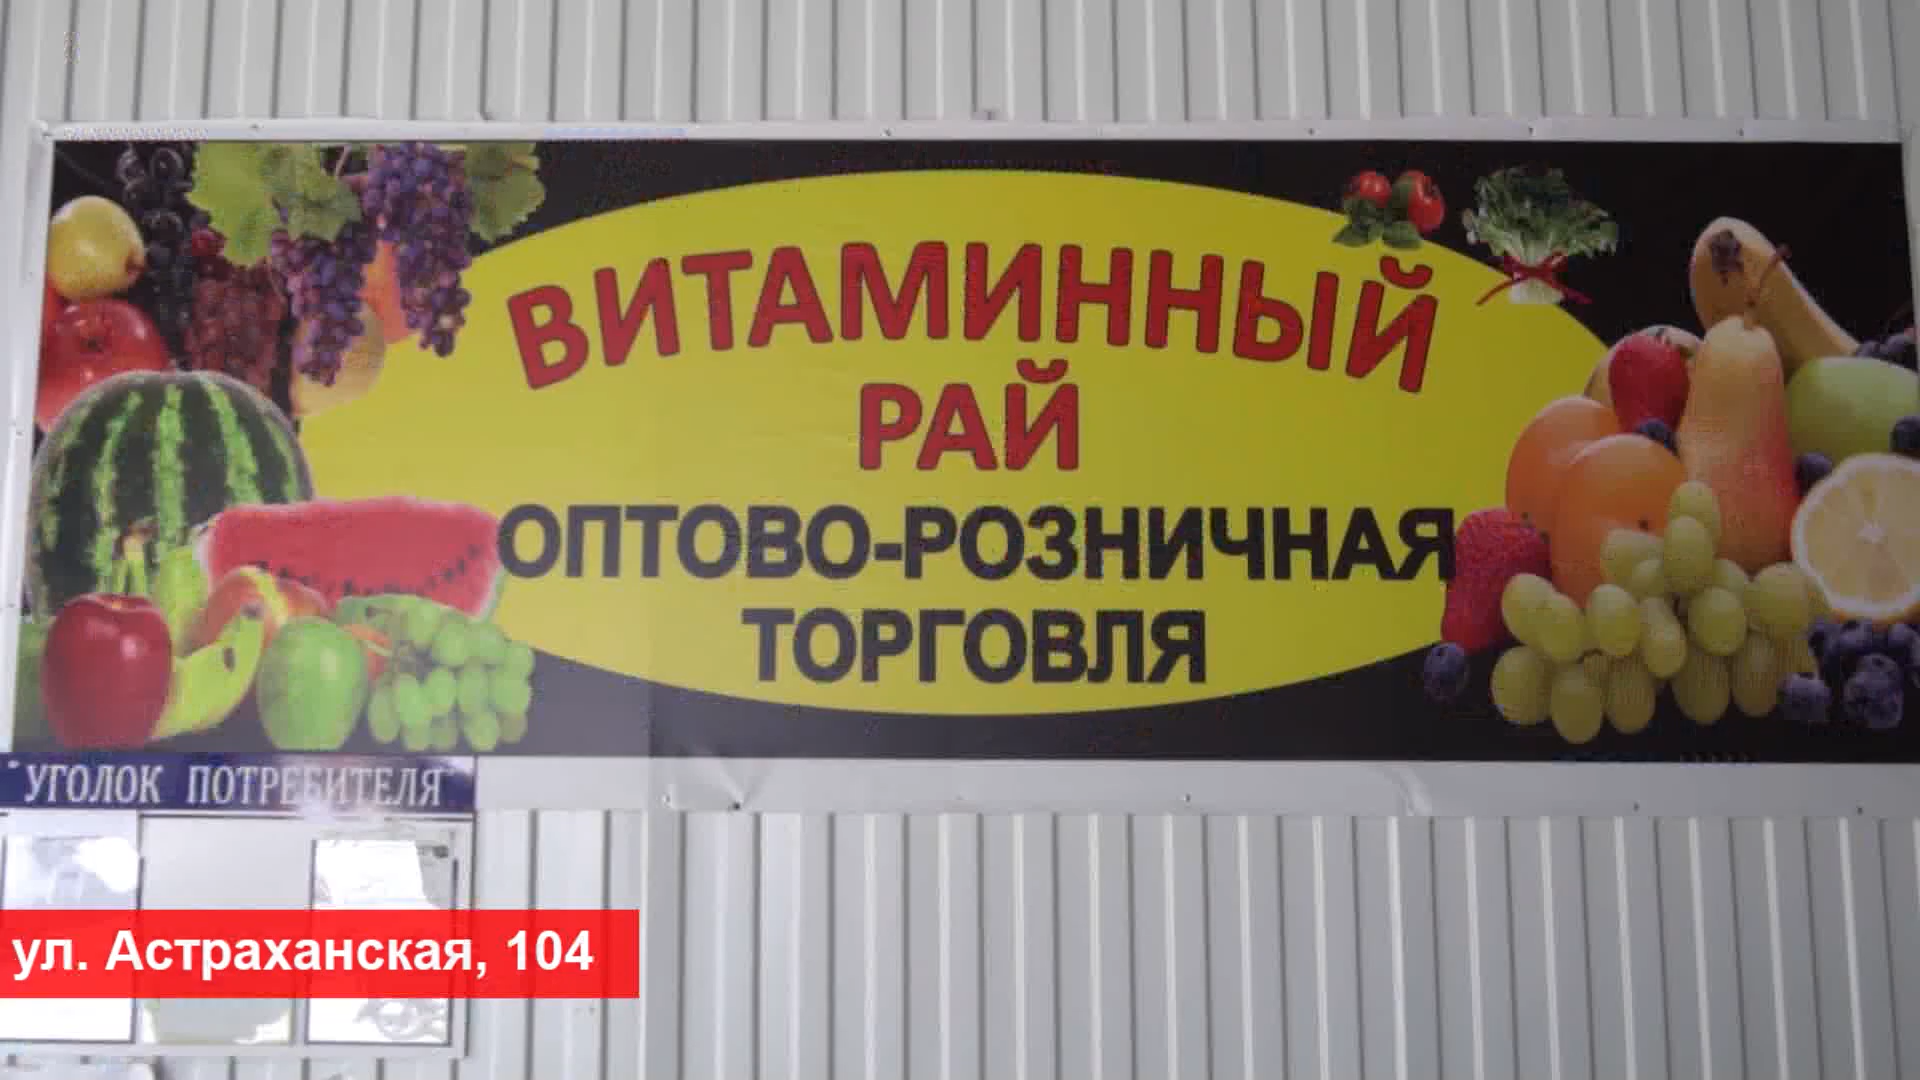 ВИТАМИННЫЙ
РАЙ
ОПТОВО-РОЗНИЧНАЯ
ТОРГОВЛЯ
"УГОЛОК ПОТРЕБИТЕЛЯ"
ул. Астраханская, 104